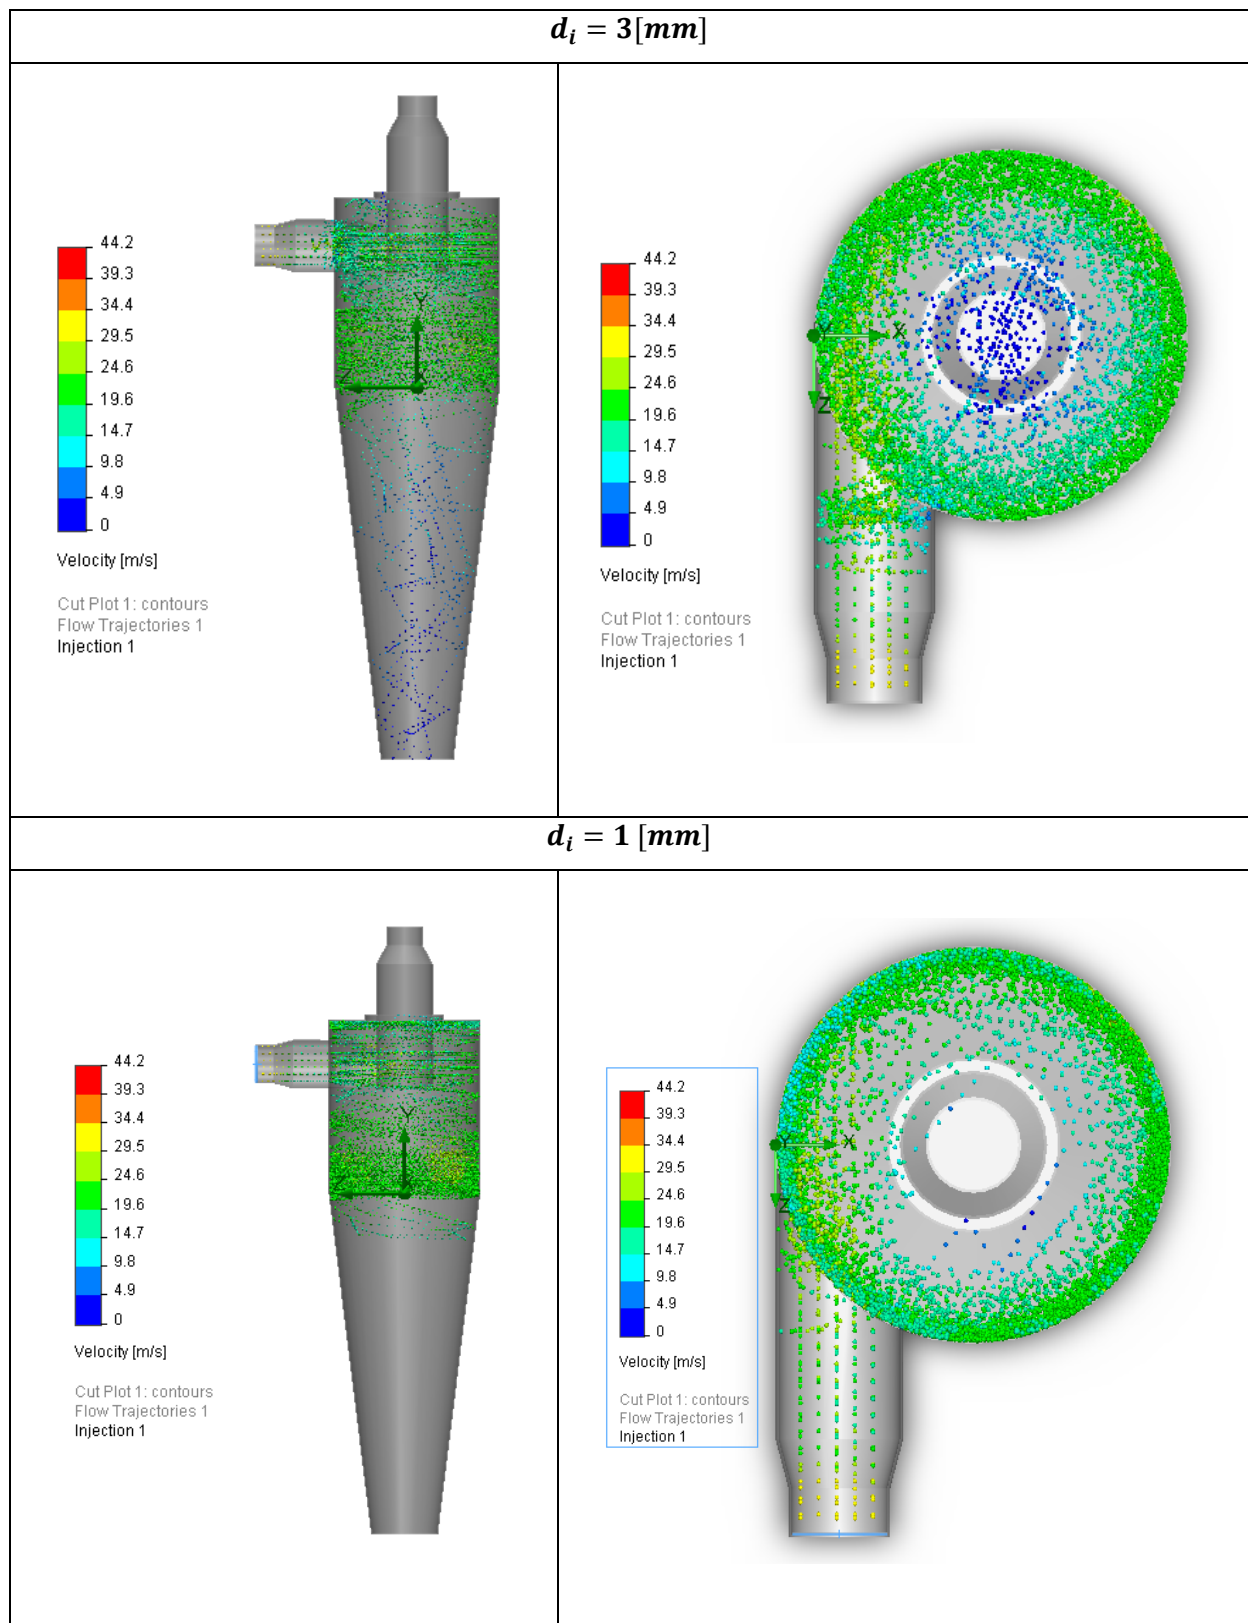 d_i = 3[mm]
44.2
39.3
34.4
29.5
24.6
19.6
14.7
9.8
4.9
0
Velocity [m/s]
Cut Plot 1: contours
Flow Trajectories 1
Injection 1
Y
Z
44.2
39.3
34.4
29.5
24.6
19.6
14.7
9.8
4.9
0
Velocity [m/s]
Cut Plot 1: contours
Flow Trajectories 1
Injection 1
Y
X
Z
d_i = 1 [mm]
44.2
39.3
34.4
29.5
24.6
19.6
14.7
9.8
4.9
0
Velocity [m/s]
Cut Plot 1: contours
Flow Trajectories 1
Injection 1
Y
Z
44.2
39.3
34.4
29.5
24.6
19.6
14.7
9.8
4.9
0
Velocity [m/s]
Cut Plot 1: contours
Flow Trajectories 1
Injection 1
Y
X
Z